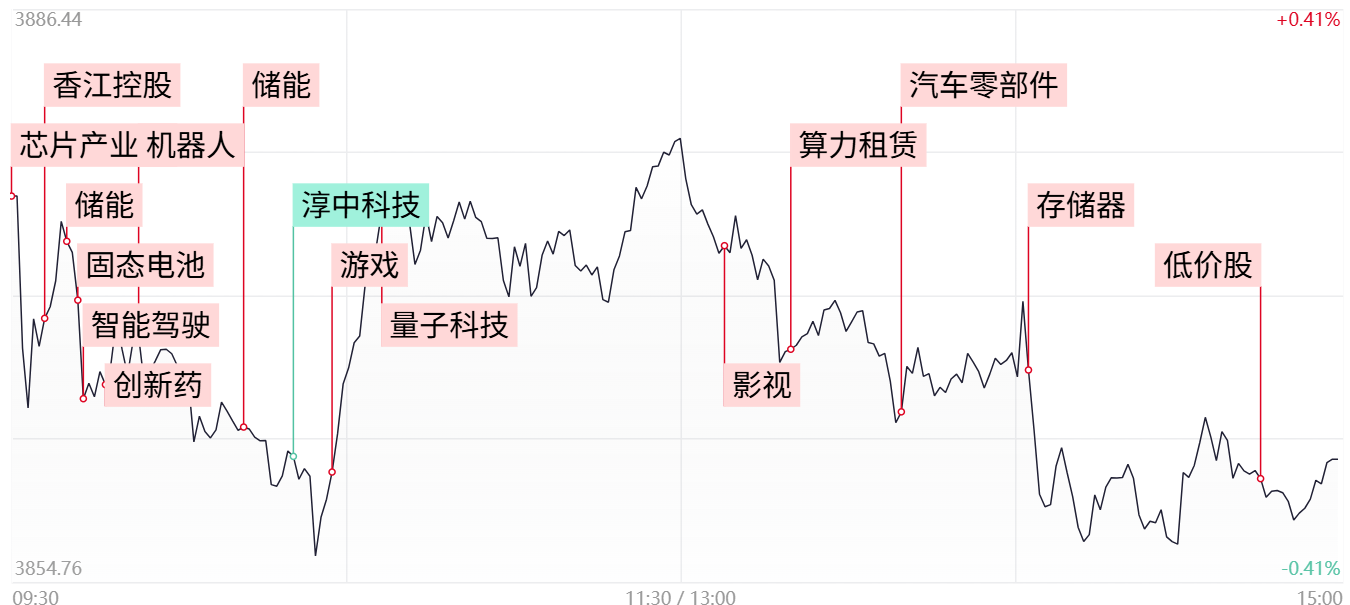 3886.44
+0.41%
香江控股
储能
汽车零部件
芯片产业 机器人
算力租赁
储能
淳中科技
存储器
固态电池
游戏
低价股
智能驾驶
量子科技
创新药
影视
3854.76
-0.41%
09:30
11:30 / 13:00
15:00